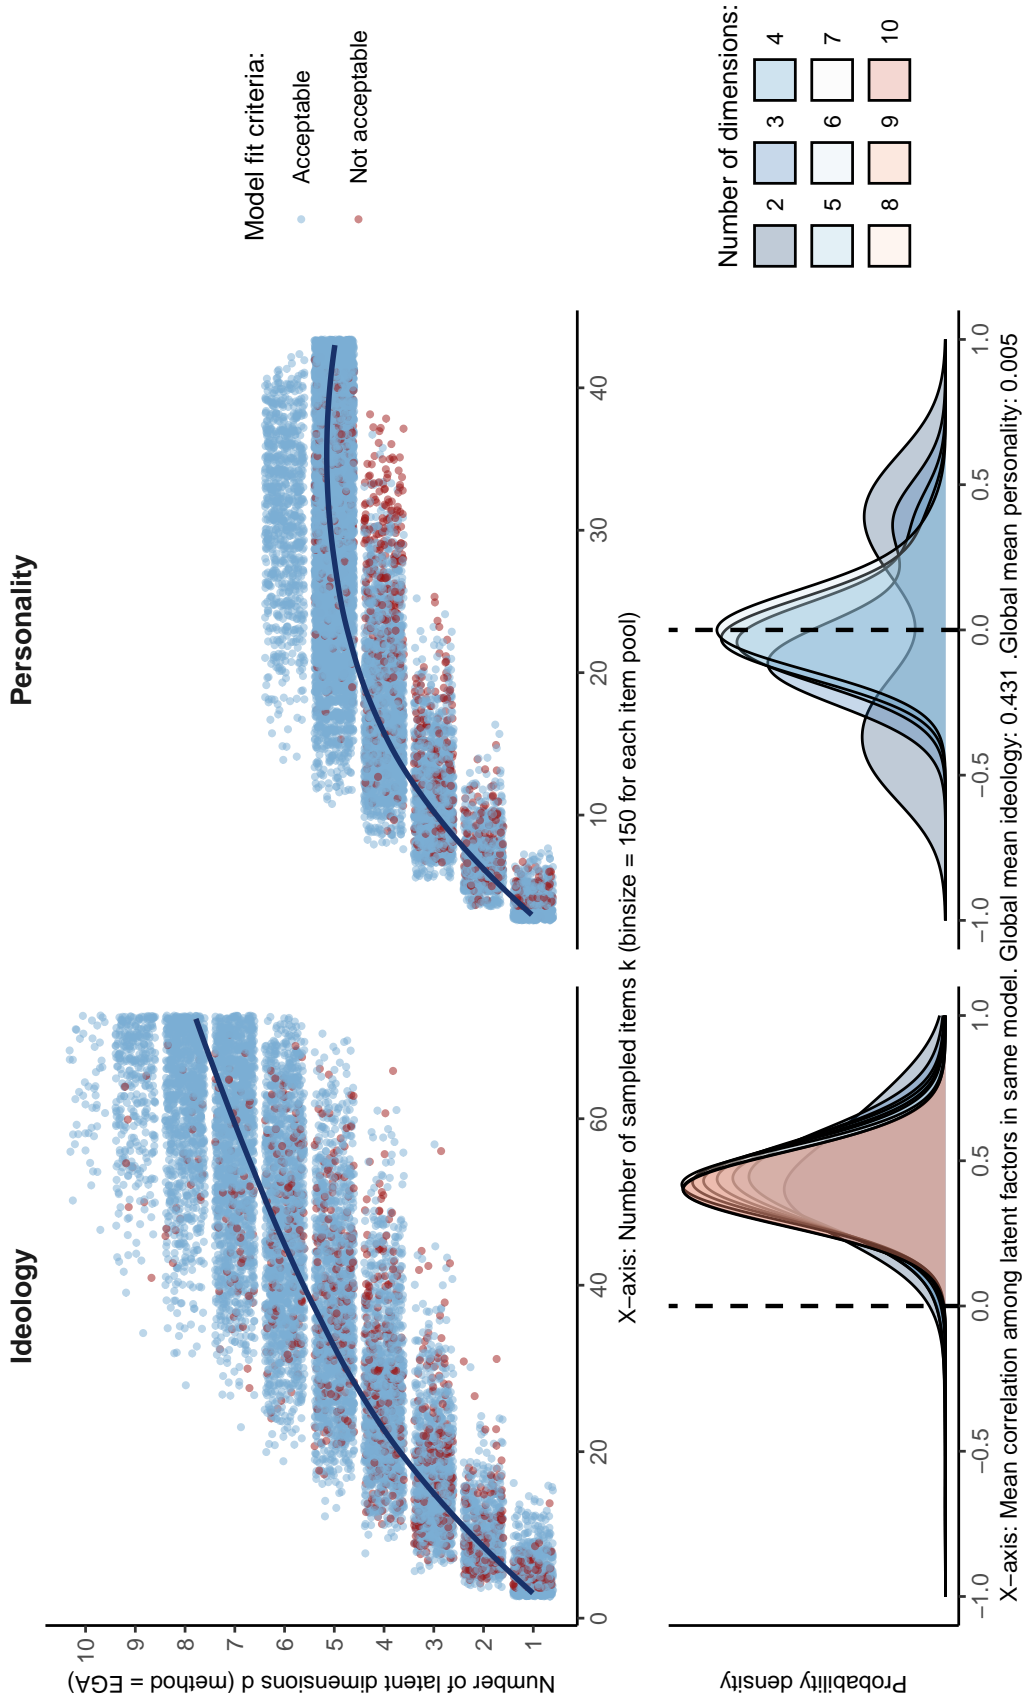 Ideology
Personality
Number of latent dimensions d (method = EGA)
10
9
8
7
6
5
4
3
2
1
0 20 40 60
10 20 30 40
X−axis: Number of sampled items k (binsize = 150 for each item pool)
Model fit criteria:
Acceptable
Not acceptable
Probability density
−1.0 −0.5 0.0 0.5 1.0
−1.0 −0.5 0.0 0.5 1.0
X−axis: Mean correlation among latent factors in same model. Global mean ideology: 0.431 .Global mean personality: 0.005
Number of dimensions:
2 3 4
5 6 7
8 9 10